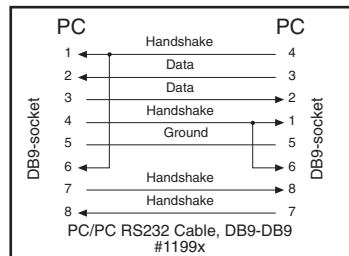 PC PC
1 Handshake 4
2 Data 3
3 Data 2
4 Handshake 1
5 Ground 5
6 6
7 Handshake 8
8 Handshake 7
DB9-socket
DB9-socket
PC/PC RS232 Cable, DB9-DB9
#1199x